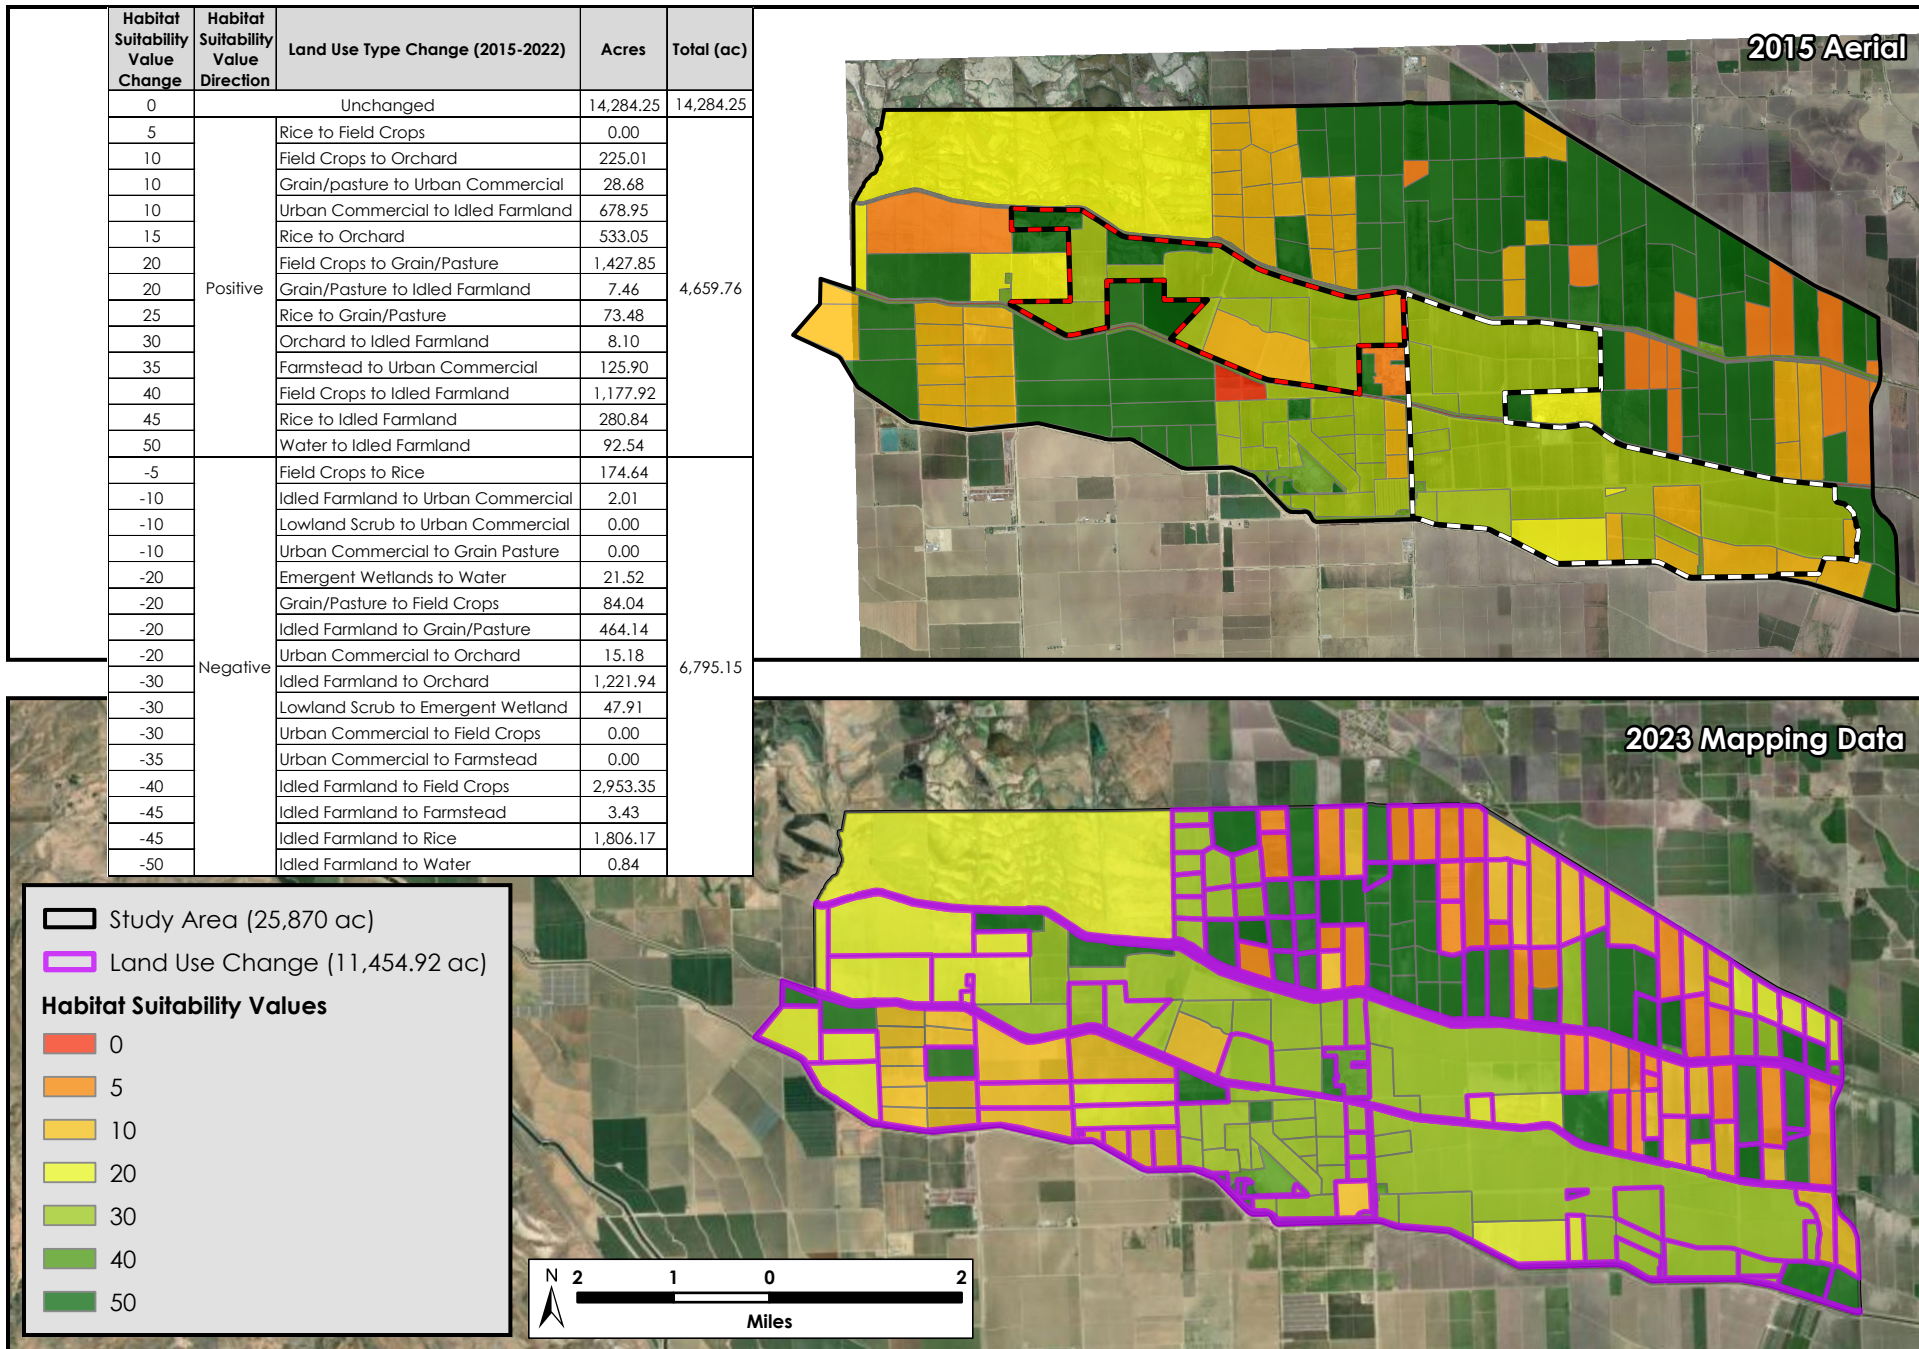 Habitat Suitability Value Change | Habitat Suitability Value Direction | Land Use Type Change (2015-2022) | Acres | Total (ac)
0 | Unchanged | 14,284.25 | 14,284.25
5 | Positive | Rice to Field Crops | 0.00 | 4,659.76
10 | Field Crops to Orchard | 225.01
10 | Grain/pasture to Urban Commercial | 28.68
10 | Urban Commercial to Idled Farmland | 678.95
15 | Rice to Orchard | 533.05
20 | Field Crops to Grain/Pasture | 1,427.85
20 | Grain/Pasture to Idled Farmland | 7.46
25 | Rice to Grain/Pasture | 73.48
30 | Orchard to Idled Farmland | 8.10
35 | Farmstead to Urban Commercial | 125.90
40 | Field Crops to Idled Farmland | 1,177.92
45 | Rice to Idled Farmland | 280.84
50 | Water to Idled Farmland | 92.54
-5 | Negative | Field Crops to Rice | 174.64 | 6,795.15
-10 | Idled Farmland to Urban Commercial | 2.01
-10 | Lowland Scrub to Urban Commercial | 0.00
-10 | Urban Commercial to Grain Pasture | 0.00
-20 | Emergent Wetlands to Water | 21.52
-20 | Grain/Pasture to Field Crops | 84.04
-20 | Idled Farmland to Grain/Pasture | 464.14
-20 | Urban Commercial to Orchard | 15.18
-30 | Idled Farmland to Orchard | 1,221.94
-30 | Lowland Scrub to Emergent Wetland | 47.91
-30 | Urban Commercial to Field Crops | 0.00
-35 | Urban Commercial to Farmstead | 0.00
-40 | Idled Farmland to Field Crops | 2,953.35
-45 | Idled Farmland to Farmstead | 3.43
-45 | Idled Farmland to Rice | 1,806.17
-50 | Idled Farmland to Water | 0.84
2015 Aerial
2023 Mapping Data
Study Area (25,870 ac)
Land Use Change (11,454.92 ac)
Habitat Suitability Values
0
5
10
20
30
40
50
N
2 1 0 2
Miles